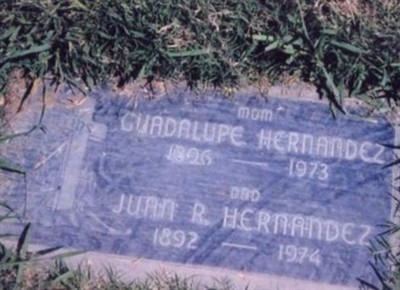 MOM
GUADALUPE HERNANDEZ
1896 — 1973
DAD
JUAN R. HERNANDEZ
1892 — 1974